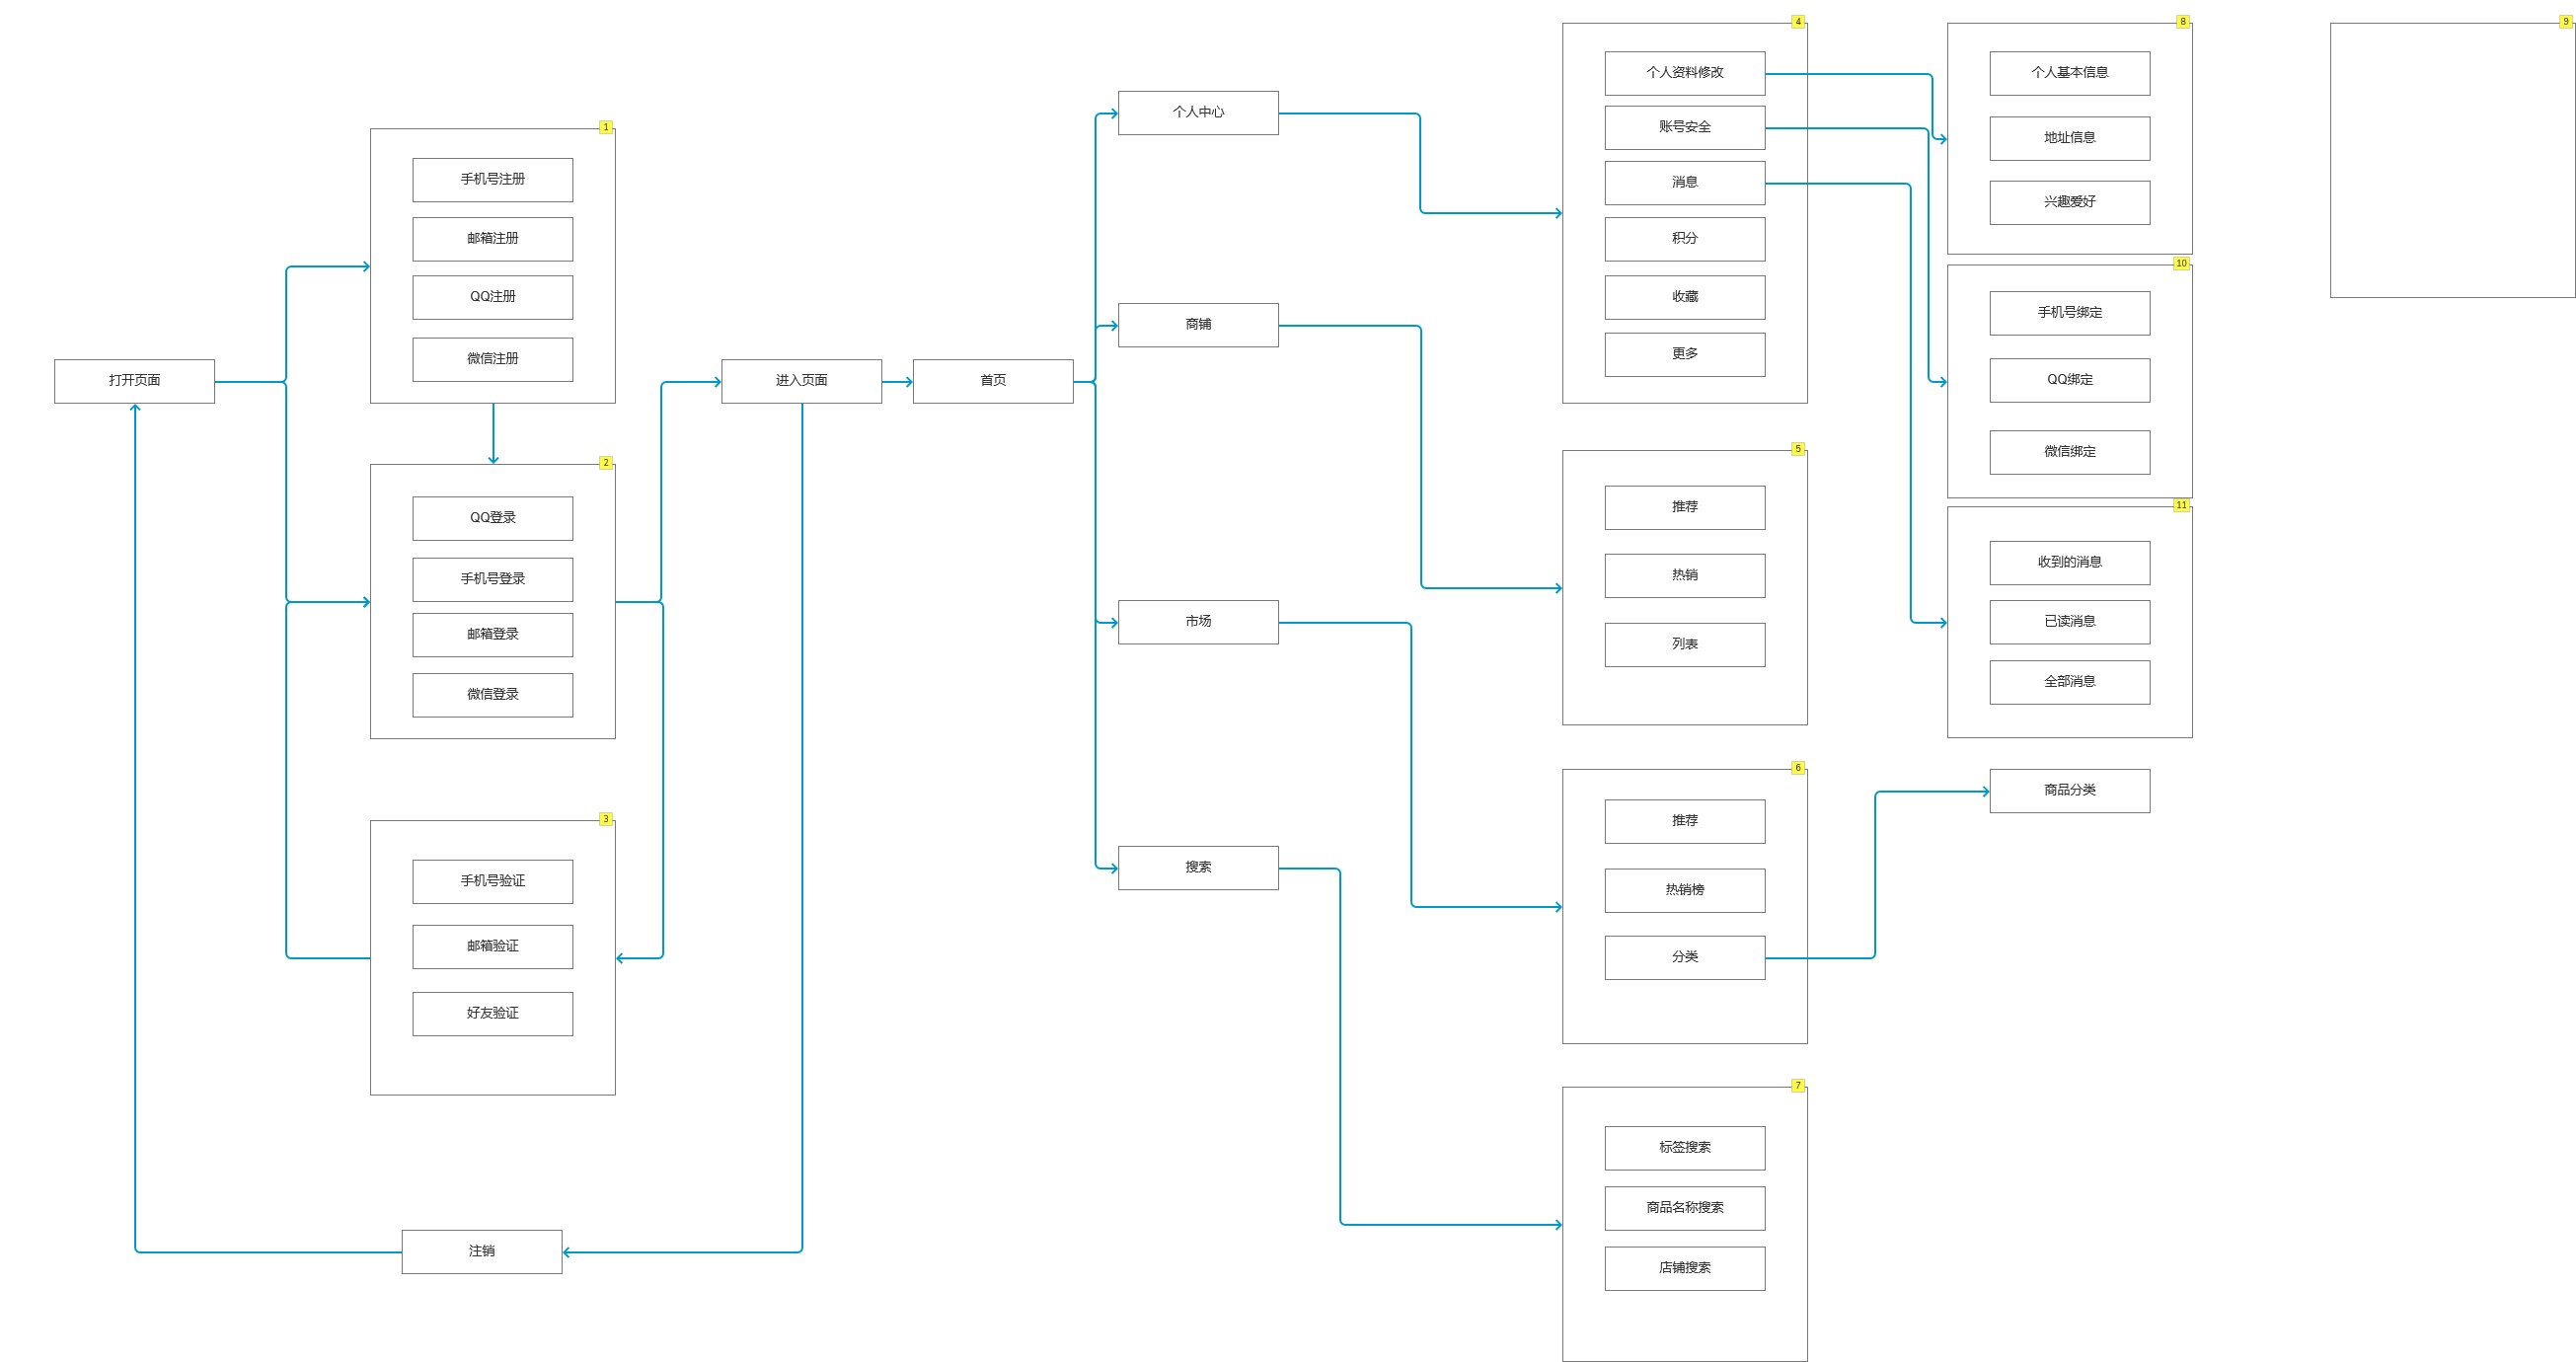 打开页面
1
手机号注册
邮箱注册
QQ注册
微信注册
2
QQ登录
手机号登录
邮箱登录
微信登录
3
手机号验证
邮箱验证
好友验证
注销
进入页面
首页
个人中心
商铺
市场
搜索
4
个人资料修改
账号安全
消息
积分
收藏
更多
5
推荐
热销
列表
6
推荐
热销榜
分类
7
标签搜索
商品名称搜索
店铺搜索
8
个人基本信息
地址信息
兴趣爱好
10
手机号绑定
QQ绑定
微信绑定
11
收到的消息
已读消息
全部消息
商品分类
9